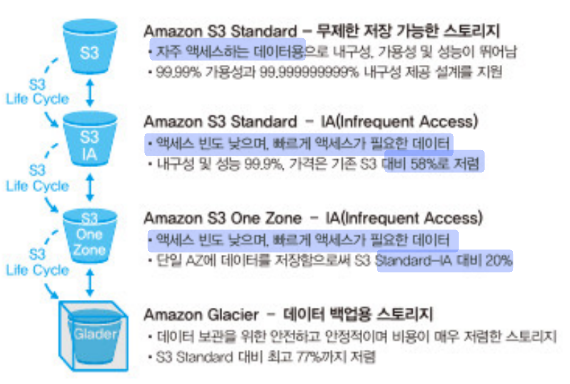 S3
Amazon S3 Standard – 무제한 저장 가능한 스토리지
• 자주 액세스하는 데이터용으로 내구성, 가용성 및 성능이 뛰어남
• 99.99% 가용성과 99.999999999% 내구성 제공 설계를 지원
S3
Life Cycle
S3
IA
Amazon S3 Standard – IA(Infrequent Access)
• 액세스 빈도 낮으며, 빠르게 액세스가 필요한 데이터
• 내구성 및 성능 99.9%, 가격은 기존 S3 대비 58%로 저렴
S3
Life Cycle
S3
One
Zone
Amazon S3 One Zone – IA(Infrequent Access)
• 액세스 빈도 낮으며, 빠르게 액세스가 필요한 데이터
• 단일 AZ에 데이터를 저장함으로써 S3 Standard–IA 대비 20%
S3
Life Cycle
Glader
Amazon Glacier – 데이터 백업용 스토리지
• 데이터 보관을 위한 안전하고 안정적이며 비용이 매우 저렴한 스토리지
• S3 Standard 대비 최고 77%까지 저렴